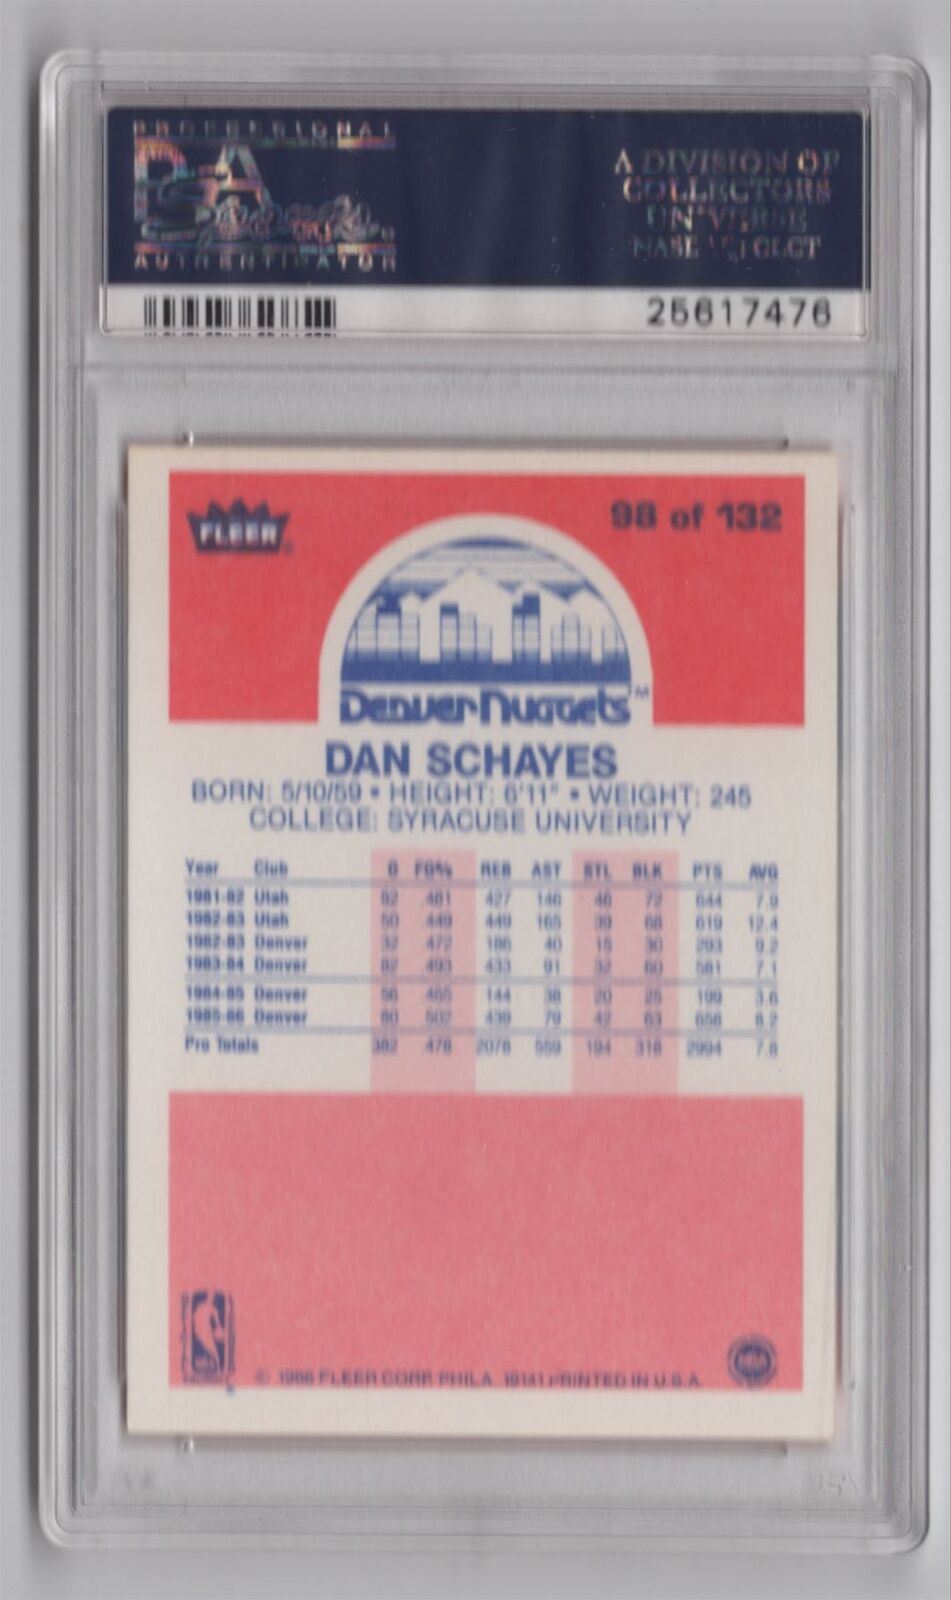 PROFESSIONAL
PSA
AUTHENTICATOR
A DIVISION OF
COLLECTORS
UNIVERSE
NASDAQ: CLCT
25617476
FLEER
98 of 132
Denver Nuggets™
DAN SCHAYES
BORN: 5/10/59 • HEIGHT: 6'11" • WEIGHT: 245
COLLEGE: SYRACUSE UNIVERSITY
Year Club G FG% REB AST STL BLK PTS AVG
1981-82 Utah 82 .481 427 146 46 72 644 7.9
1982-83 Utah 50 .449 449 165 39 68 619 12.4
1982-83 Denver 32 .472 186 40 15 30 293 9.2
1983-84 Denver 82 .493 433 91 32 60 581 7.1
1984-85 Denver 56 .465 144 38 20 25 199 3.6
1985-86 Denver 80 .502 439 79 42 63 658 8.2
Pro Totals 382 .478 2078 559 194 318 2994 7.8
© 1986 FLEER CORP. PHILA. 19141 PRINTED IN U.S.A.